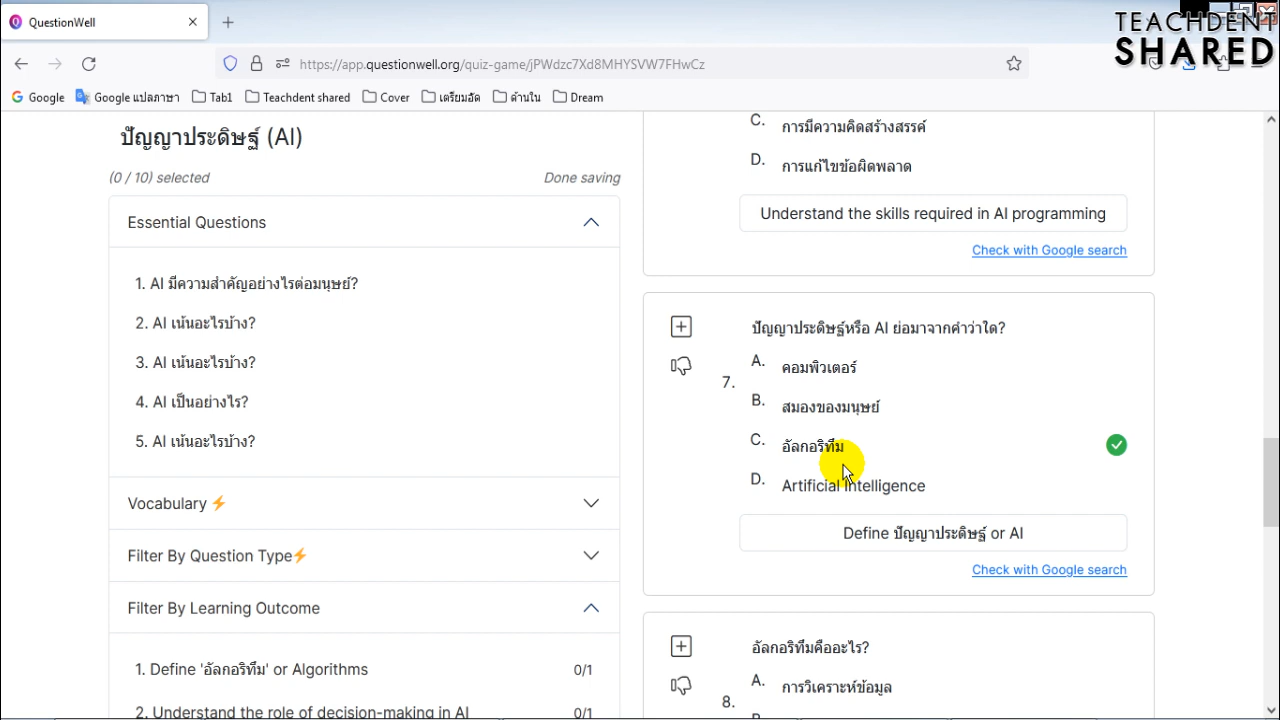 QuestionWell
TEACHDENT
SHARED
https://app.questionwell.org/quiz-game/jPWdzc7Xd8MHYSVW7FHwCz
Google
Google แปลภาษา
Tab1
Teachdent shared
Cover
เตรียมอัด
ด้านใน
Dream
ปัญญาประดิษฐ์ (AI)
(0 / 10) selected
Done saving
Essential Questions
1. AI มีความสำคัญอย่างไรต่อมนุษย์?
2. AI เน้นอะไรบ้าง?
3. AI เน้นอะไรบ้าง?
4. AI เป็นอย่างไร?
5. AI เน้นอะไรบ้าง?
Vocabulary⚡
Filter By Question Type⚡
Filter By Learning Outcome
1. Define 'อัลกอริทึม' or Algorithms 0/1
2. Understand the role of decision-making in AI 0/1
C. การมีความคิดสร้างสรรค์
D. การแก้ไขข้อผิดพลาด
Understand the skills required in AI programming
Check with Google search
7. ปัญญาประดิษฐ์หรือ AI ย่อมาจากคำว่าใด?
A. คอมพิวเตอร์
B. สมองของมนุษย์
C. อัลกอริทึม
D. Artificial Intelligence
Define ปัญญาประดิษฐ์ or AI
Check with Google search
8. อัลกอริทึมคืออะไร?
A. การวิเคราะห์ข้อมูล